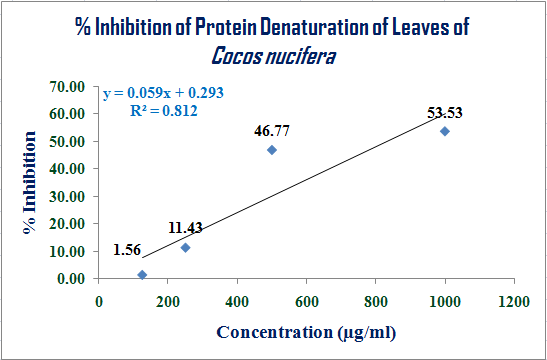 % Inhibition of Protein Denaturation of Leaves of
Cocos nucifera
y = 0.059x + 0.293
R² = 0.812
% Inhibition
70.00
60.00
50.00
40.00
30.00
20.00
10.00
0.00
1.56
11.43
46.77
53.53
0 200 400 600 800 1000 1200
Concentration (µg/ml)